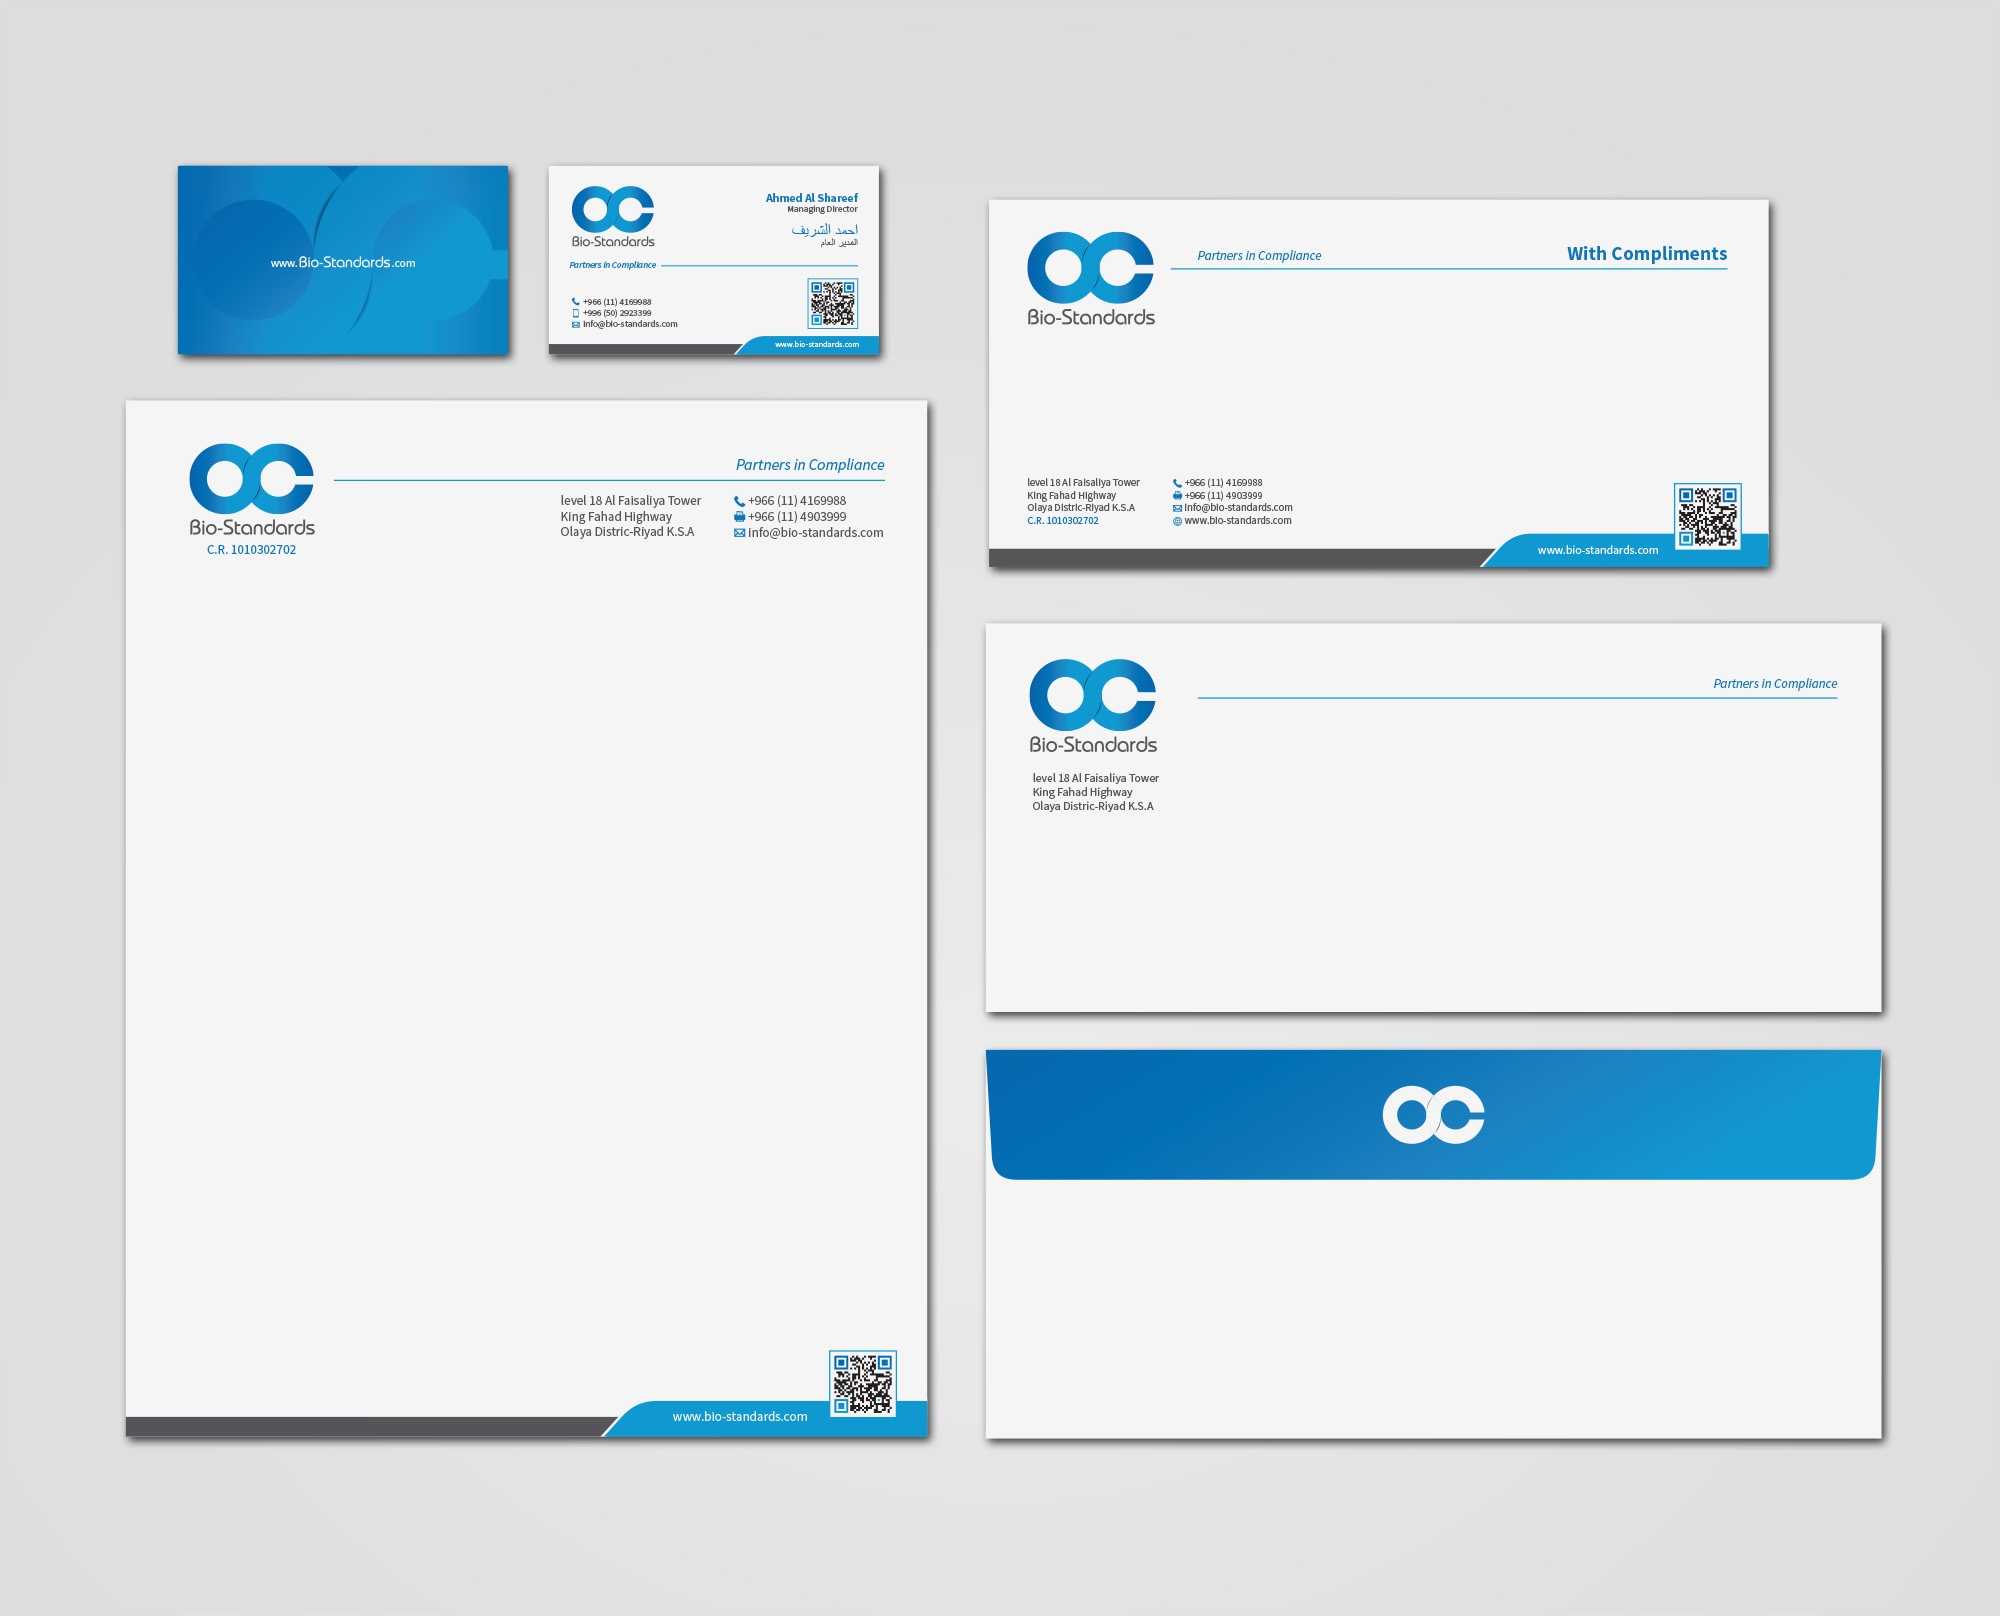 www.Bio-Standards.com
Bio-Standards
Ahmed Al Shareef
Managing Director
احمد الشريف
المدير العام
Partners in Compliance
+966 (11) 4169988
+996 (50) 2923399
info@bio-standards.com
www.bio-standards.com
Bio-Standards
C.R. 1010302702
Partners in Compliance
level 18 Al Faisaliya Tower
King Fahad Highway
Olaya Distric-Riyad K.S.A
+966 (11) 4169988
+966 (11) 4903999
info@bio-standards.com
www.bio-standards.com
Bio-Standards
Partners in Compliance
With Compliments
level 18 Al Faisaliya Tower
King Fahad Highway
Olaya Distric-Riyad K.S.A
C.R. 1010302702
+966 (11) 4169988
+966 (11) 4903999
info@bio-standards.com
www.bio-standards.com
www.bio-standards.com
Bio-Standards
Partners in Compliance
level 18 Al Faisaliya Tower
King Fahad Highway
Olaya Distric-Riyad K.S.A